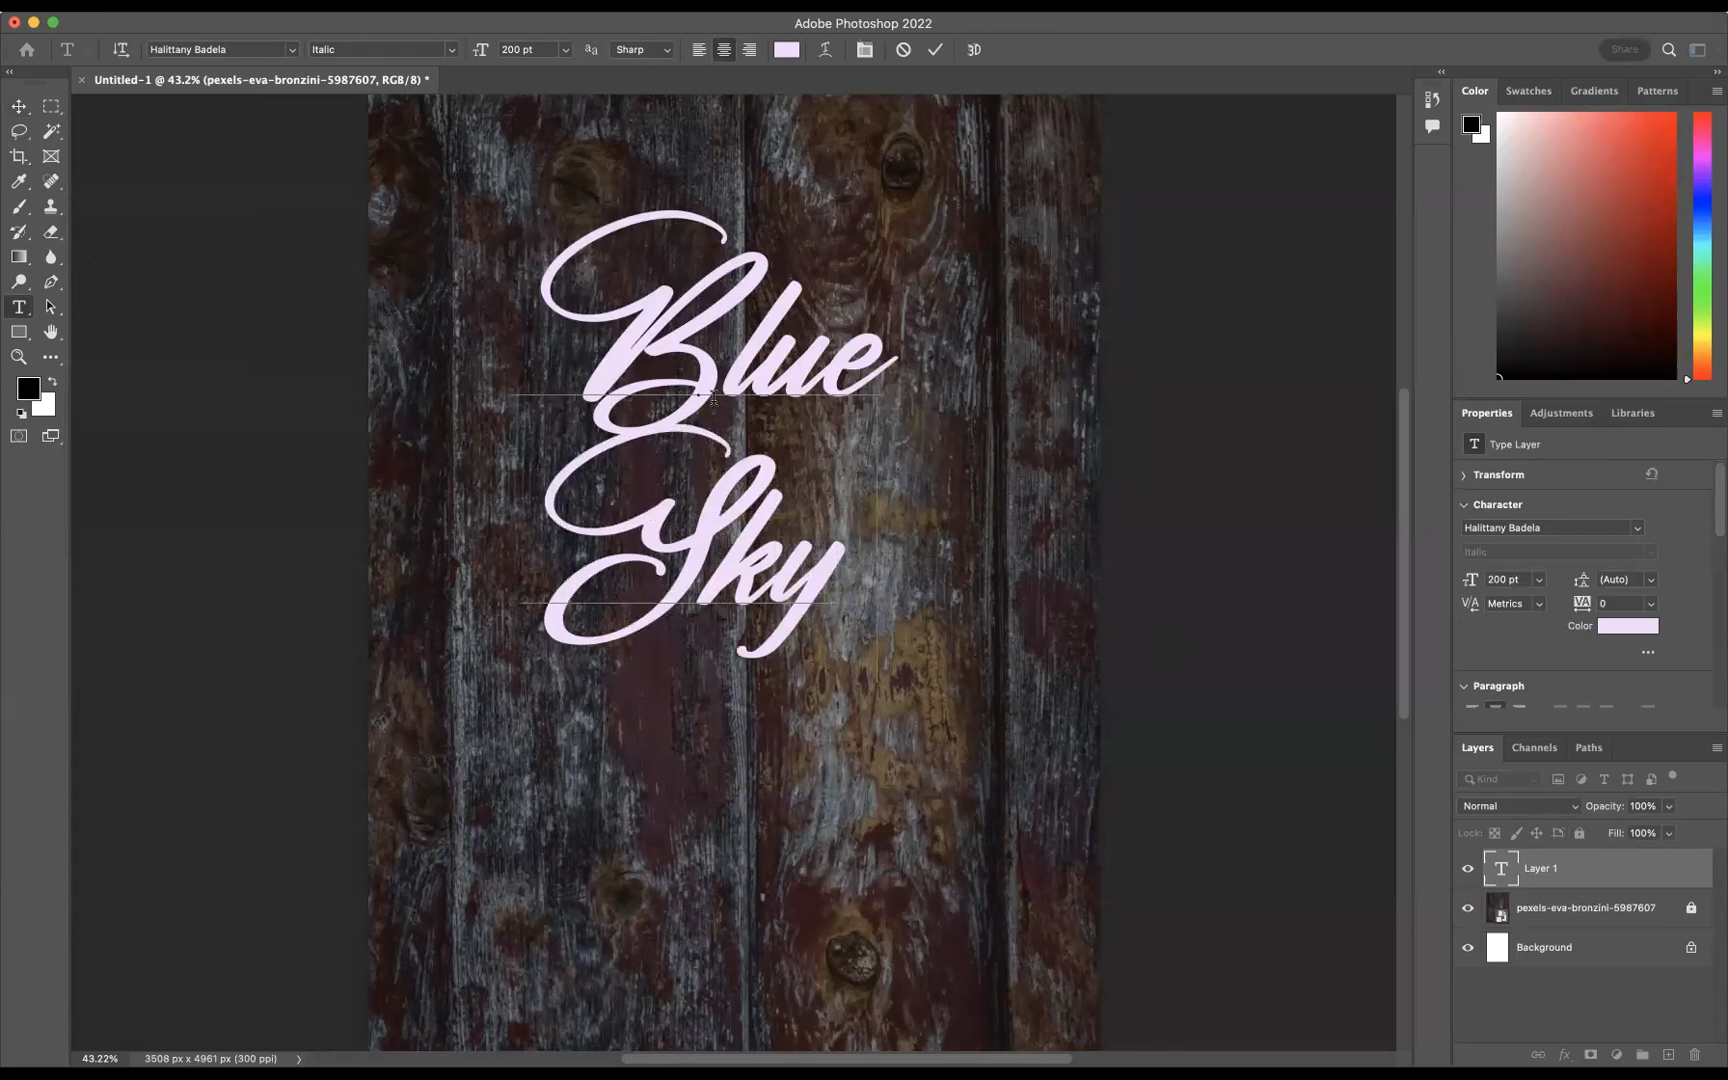 Adobe Photoshop 2022
Halittany Badela
Italic
200 pt
Sharp
3D
Share
Untitled-1 @ 43.2% (pexels-eva-bronzini-5987607, RGB/8) *
Color
Swatches
Gradients
Patterns
Blue
Sky
Properties
Adjustments
Libraries
Type Layer
Transform
Character
Halittany Badela
Italic
200 pt
(Auto)
Metrics
0
Color
Paragraph
Layers
Channels
Paths
Kind
Normal
Opacity: 100%
Lock:
Fill: 100%
Layer 1
pexels-eva-bronzini-5987607
Background
43.22%
3508 px x 4961 px (300 ppi)